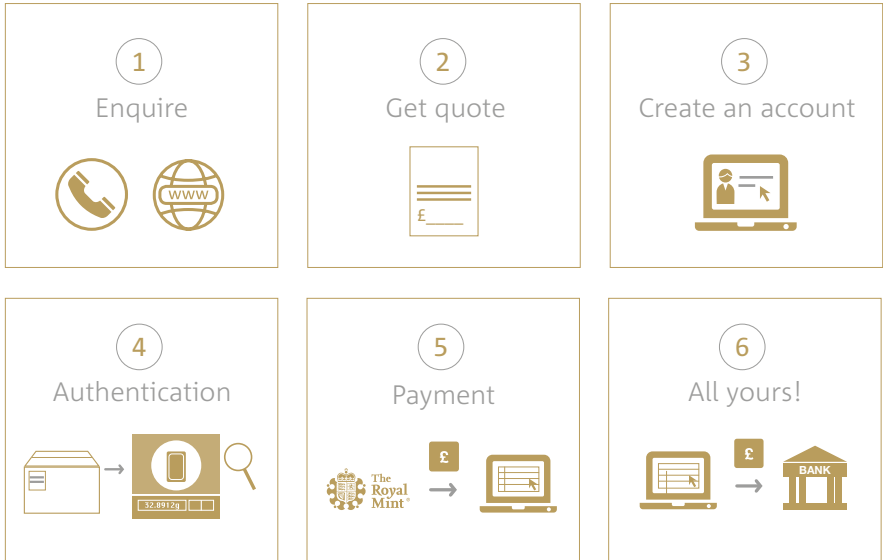 1
Enquire
WWW
2
Get quote
£
3
Create an account
4
Authentication
32.8912g
5
Payment
£
The
Royal
Mint®
6
All yours!
£
BANK